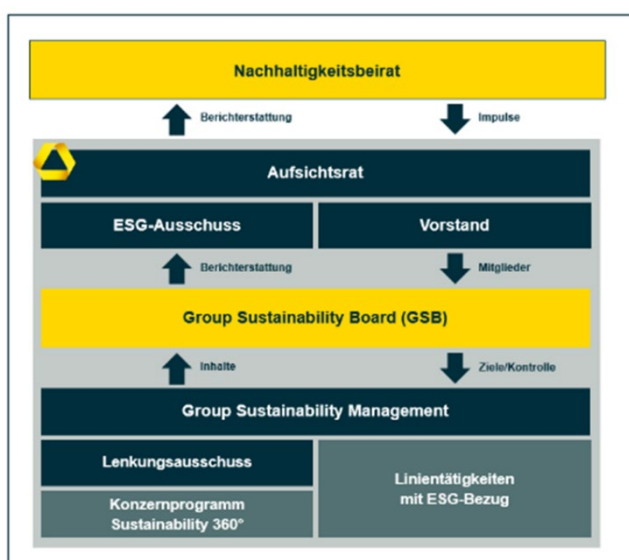 Nachhaltigkeitsbeirat
Berichterstattung
Impulse
Aufsichtsrat
ESG-Ausschuss
Vorstand
Berichterstattung
Mitglieder
Group Sustainability Board (GSB)
Inhalte
Ziele/Kontrolle
Group Sustainability Management
Lenkungsausschuss
Konzernprogramm
Sustainability 360°
Linientätigkeiten
mit ESG-Bezug